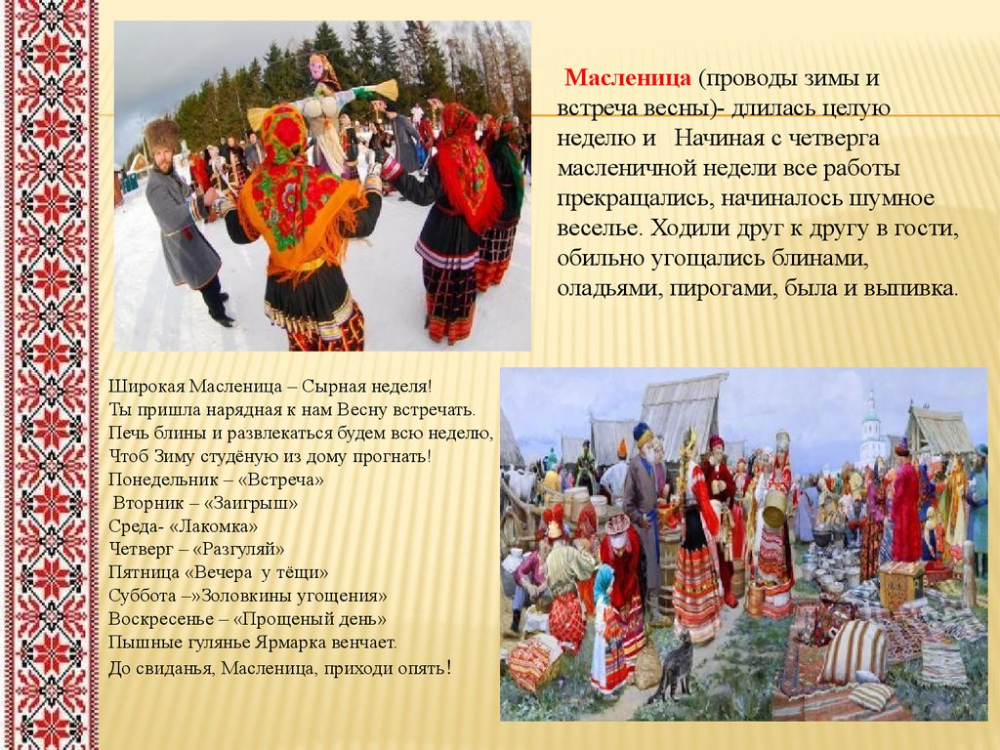 Масленица (проводы зимы и
встреча весны)- длилась целую
неделю и   Начиная с четверга
масленичной недели все работы
прекращались, начиналось шумное
веселье. Ходили друг к другу в гости,
обильно угощались блинами,
оладьями, пирогами, была и выпивка.
Широкая Масленица – Сырная неделя!
Ты пришла нарядная к нам Весну встречать.
Печь блины и развлекаться будем всю неделю,
Чтоб Зиму студёную из дому прогнать!
Понедельник – «Встреча»
Вторник – «Заигрыш»
Среда- «Лакомка»
Четверг – «Разгуляй»
Пятница «Вечера  у тёщи»
Суббота –»Золовкины угощения»
Воскресенье – «Прощеный день»
Пышные гулянье Ярмарка венчает.
До свиданья, Масленица, приходи опять!